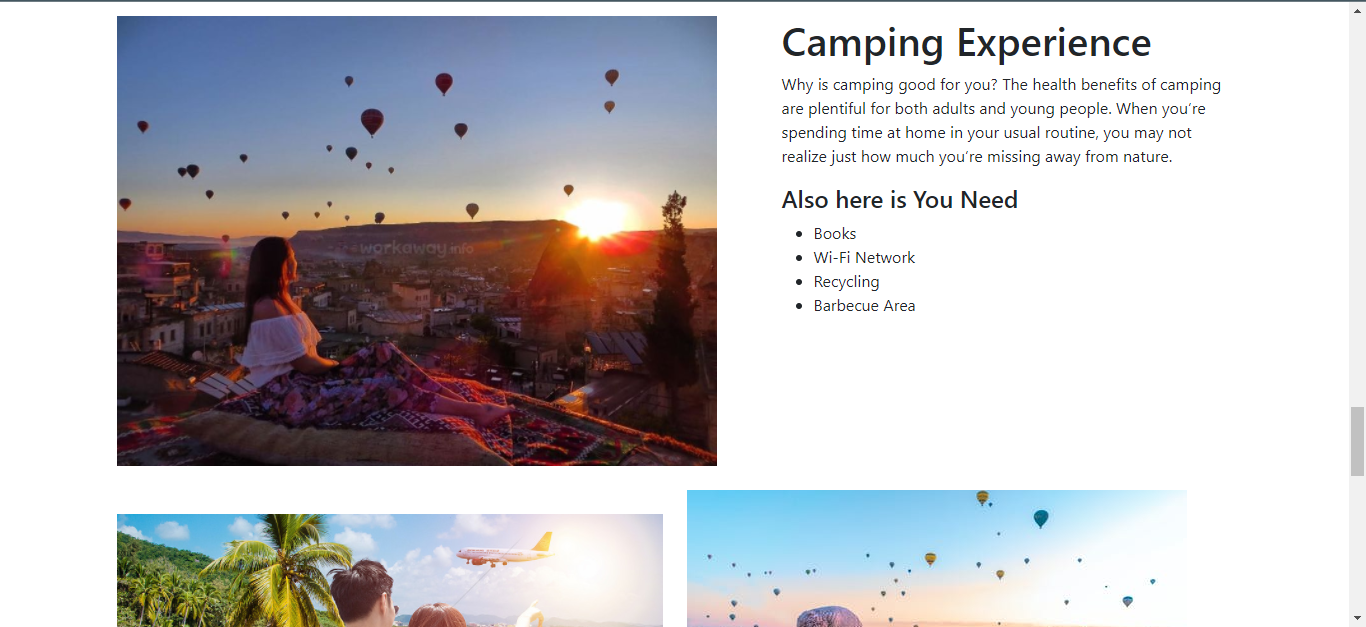 Camping Experience
Why is camping good for you? The health benefits of camping
are plentiful for both adults and young people. When you’re
spending time at home in your usual routine, you may not
realize just how much you’re missing away from nature.
Also here is You Need
Books
Wi-Fi Network
Recycling
Barbecue Area
workaway.info